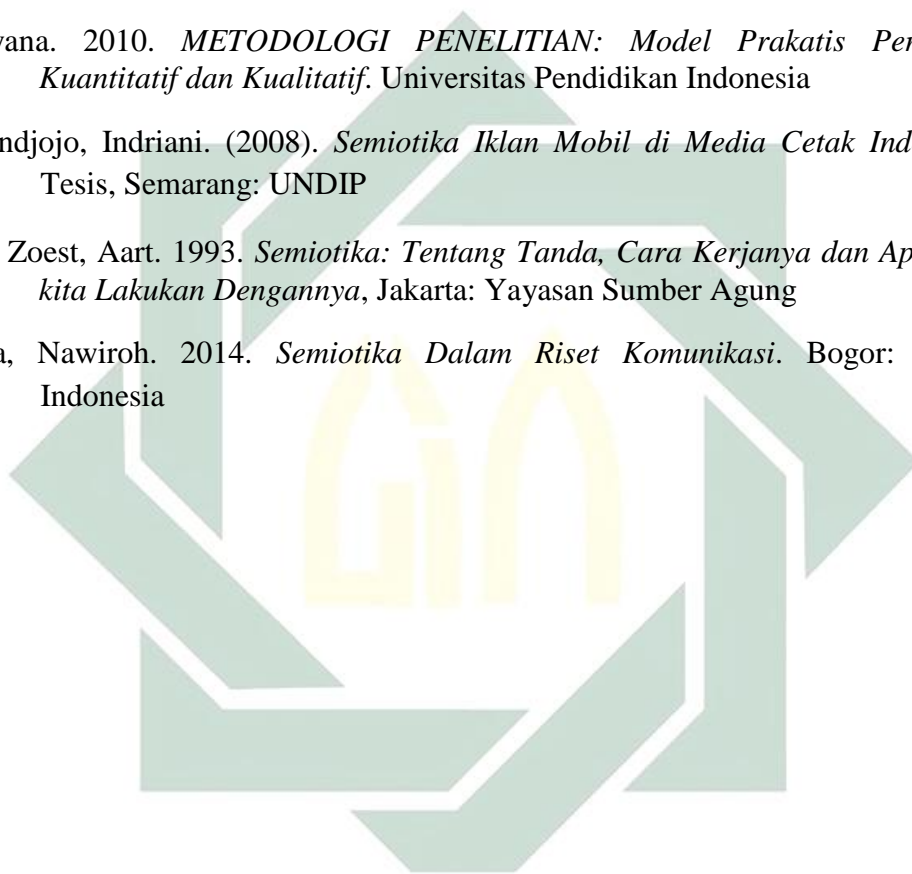 yana. 2010. METODOLOGI PENELITIAN: Model Prakatis Per
Kuantitatif dan Kualitatif. Universitas Pendidikan Indonesia
ndjojo, Indriani. (2008). Semiotika Iklan Mobil di Media Cetak Ind
Tesis, Semarang: UNDIP
Zoest, Aart. 1993. Semiotika: Tentang Tanda, Cara Kerjanya dan Ap
kita Lakukan Dengannya, Jakarta: Yayasan Sumber Agung
a, Nawiroh. 2014. Semiotika Dalam Riset Komunikasi. Bogor:
Indonesia